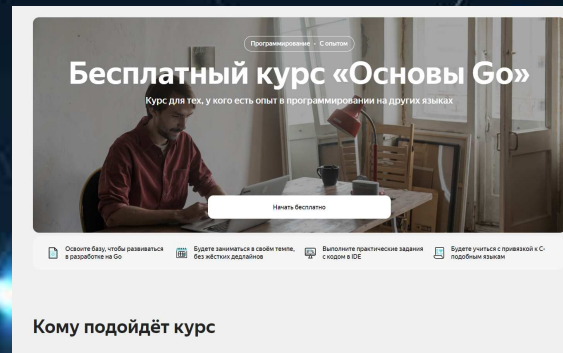 Программирование • С опытом
Бесплатный курс «Основы Go»
Курс для тех, у кого есть опыт в программировании на других языках
Начать бесплатно
Освоите базу, чтобы развиваться
в разработке на Go
Будете заниматься в своём темпе,
без жёстких дедлайнов
Выполните практические задания
с кодом в IDE
Будете учиться с привязкой к C-
подобным языкам
Кому подойдёт курс